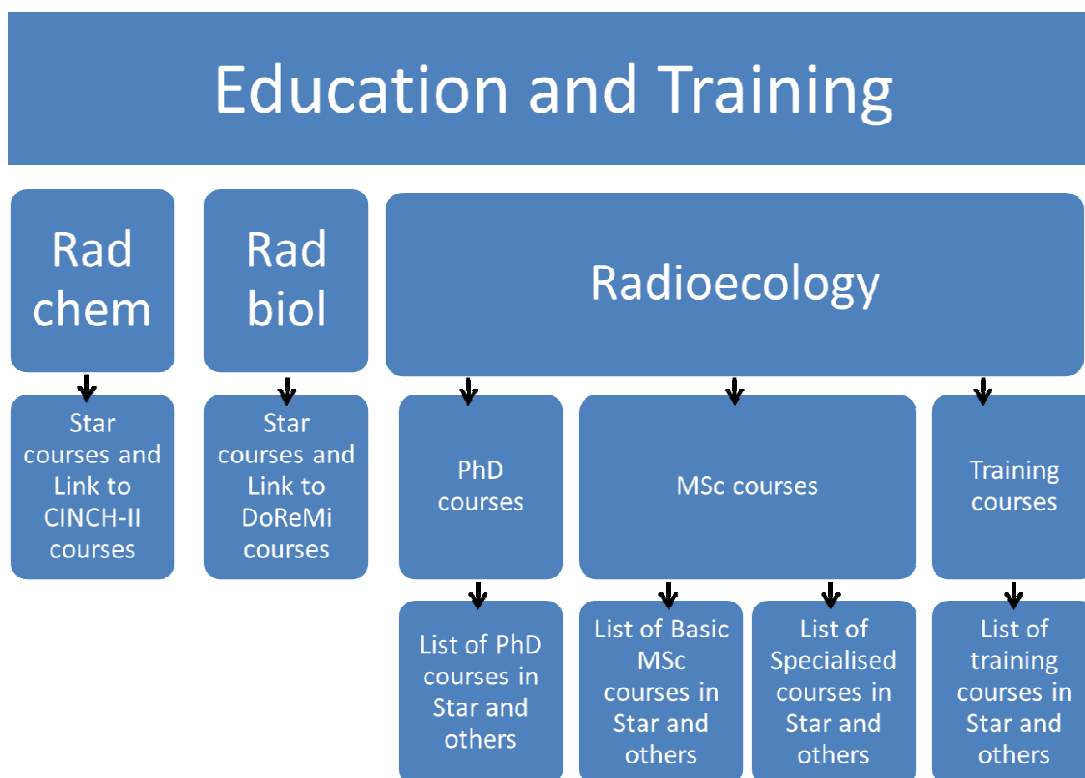 Education and Training
Rad
chem
Rad
biol
Radioecology
Star
courses and
Link to
CINCH-II
courses
Star
courses and
Link to
DoReMi
courses
PhD
courses
MSc courses
Training
courses
List of PhD
courses in
Star and
others
List of Basic
MSc
courses in
Star and
others
List of
Specialised
courses in
Star and
others
List of
training
courses in
Star and
others